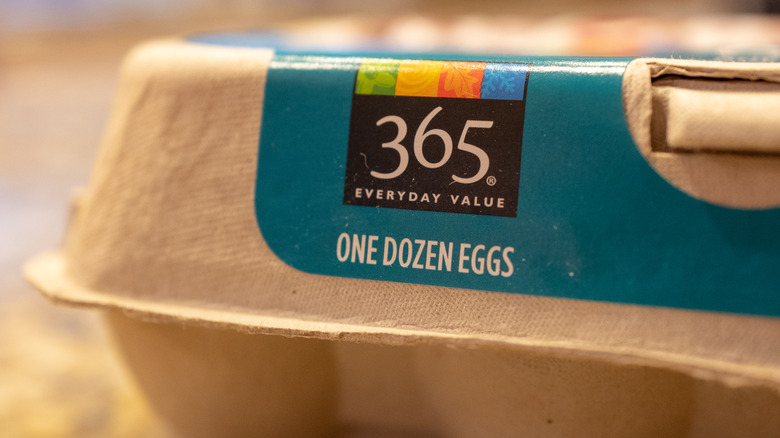 365®
EVERYDAY VALUE
ONE DOZEN EGGS